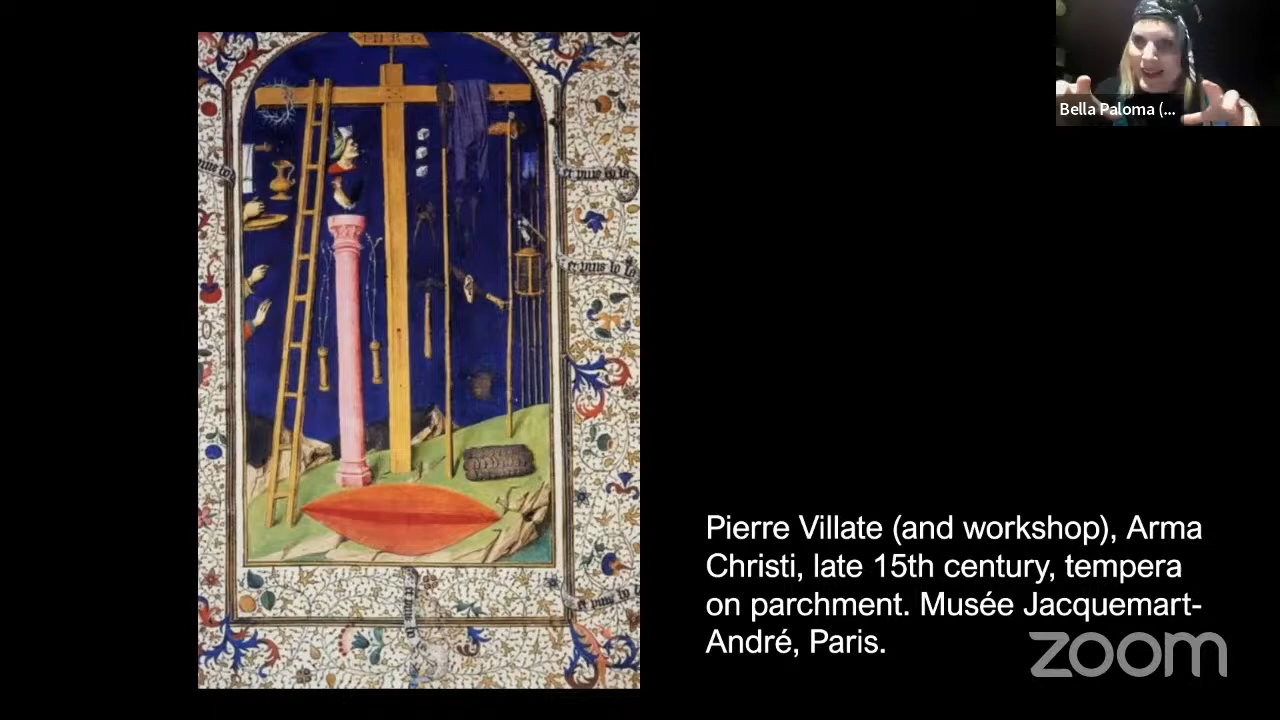 INRI
Bella Paloma (...
Pierre Villate (and workshop), Arma
Christi, late 15th century, tempera
on parchment. Musée Jacquemart-
André, Paris.
zoom